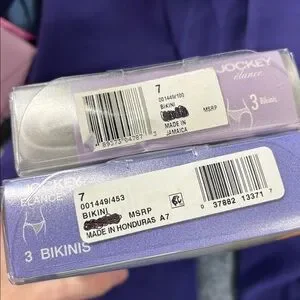 JOCKEY
élance
3 Bikinis
7
001449/100
BIKINI
MSRP
MADE IN
JAMAICA
JOCKEY
ELANCE
3 BIKINIS
7
001449/453
BIKINI
MSRP
MADE IN HONDURAS A7
0 37882 13371 7